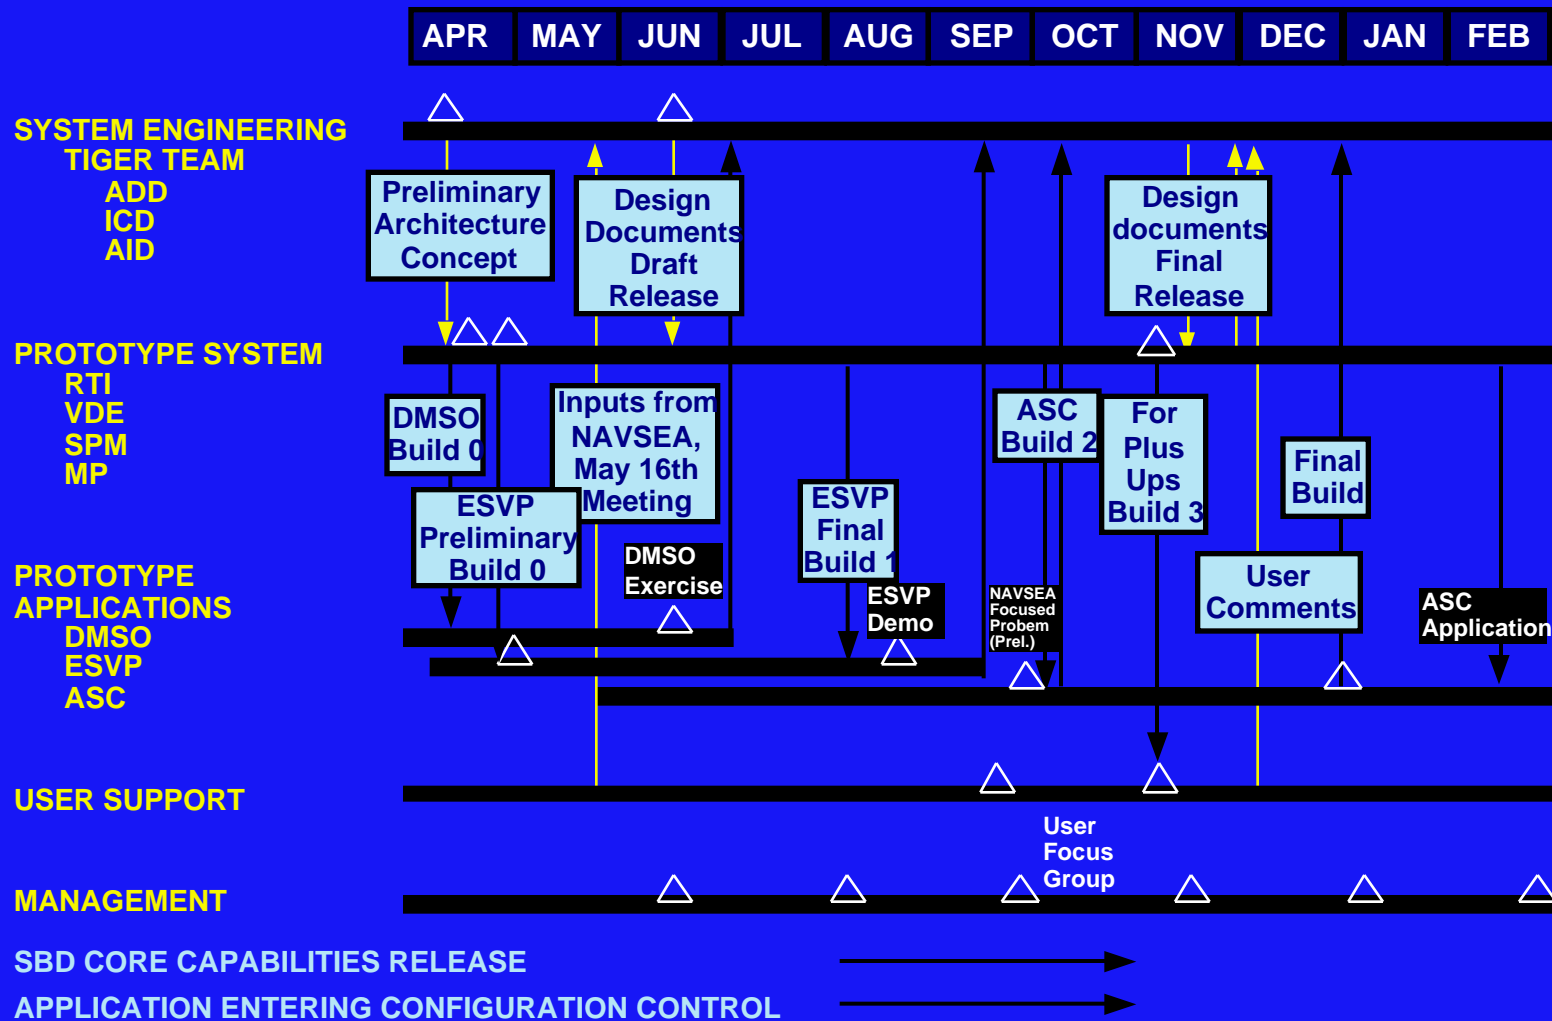 APR MAY JUN JUL AUG SEP OCT NOV DEC JAN FEB
SYSTEM ENGINEERING
TIGER TEAM
ADD
ICD
AID
Preliminary
Architecture
Concept
Design
Documents
Draft
Release
Design
documents
Final
Release
PROTOTYPE SYSTEM
RTI
VDE
SPM
MP
DMSO
Build 0
Inputs from
NAVSEA,
May 16th
Meeting
ESVP
Preliminary
Build 0
ESVP
Final
Build 1
ASC
Build 2
For
Plus
Ups
Build 3
Final
Build
PROTOTYPE
APPLICATIONS
DMSO
ESVP
ASC
DMSO
Exercise
ESVP
Demo
NAVSEA
Focused
Probem
(Prel.)
User
Comments
ASC
Application
USER SUPPORT
User
Focus
Group
MANAGEMENT
SBD CORE CAPABILITIES RELEASE
APPLICATION ENTERING CONFIGURATION CONTROL